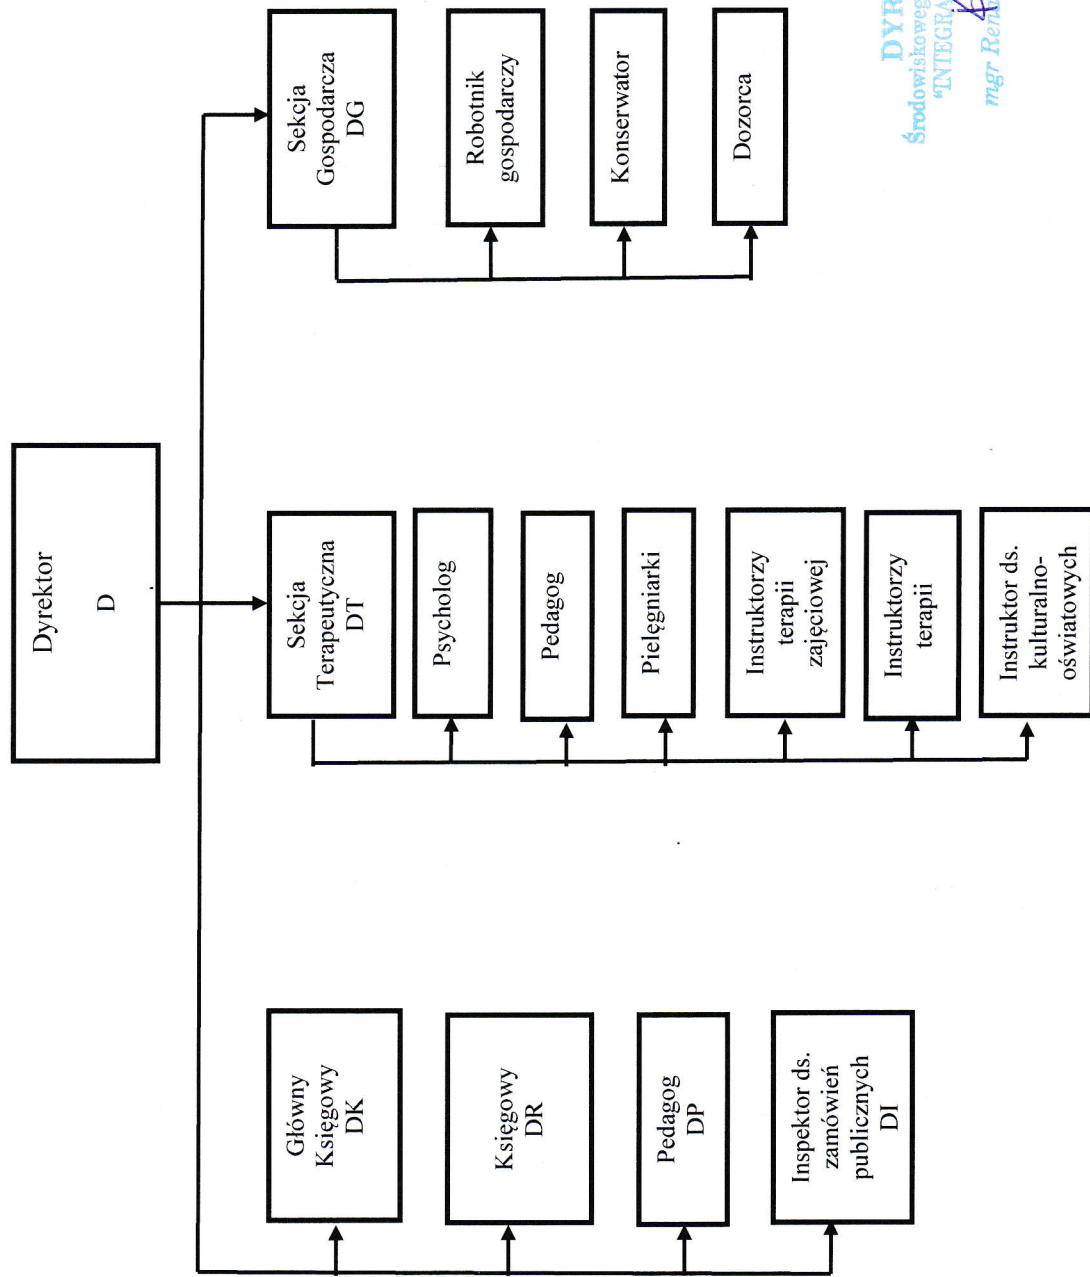 Dyrektor
D
Główny
Księgowy
DK
Księgowy
DR
Pedagog
DP
Inspektor ds.
zamówień
publicznych
DI
Sekcja
Terapeutyczna
DT
Psycholog
Pedagog
Pielęgniarki
Instruktorzy
terapii
zajęciowej
Instruktorzy
terapii
Instruktor ds.
kulturalno-
oświatowych
Sekcja
Gospodarcza
DG
Robotnik
gospodarczy
Konserwator
Dozorca
DYR
Środowiskoweg
"INTEGRA
mgr